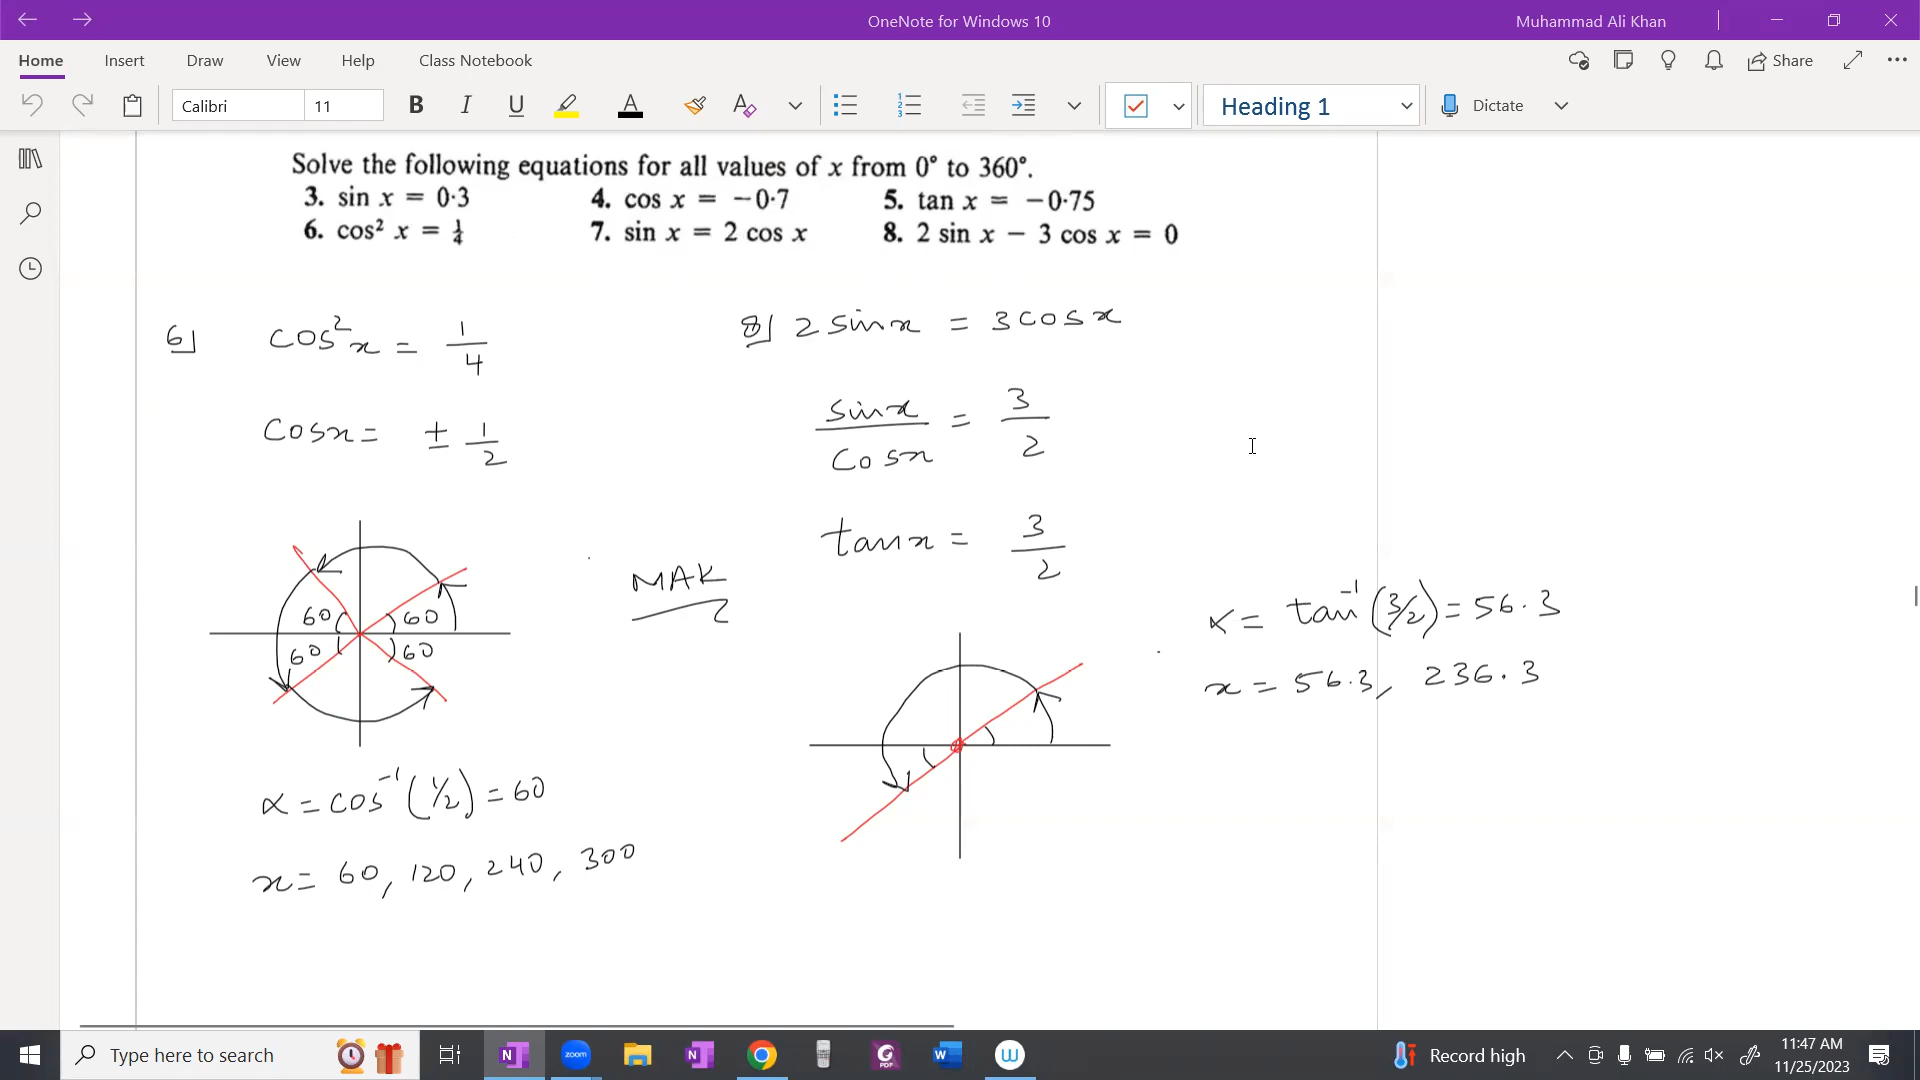 OneNote for Windows 10
Muhammad Ali Khan
Home Insert Draw View Help Class Notebook Share
Calibri 11 B I U A A Heading 1 Dictate
Solve the following equations for all values of x from 0° to 360°.
3. sin x = 0·3 4. cos x = −0·7 5. tan x = −0·75
6. cos² x = ¼ 7. sin x = 2 cos x 8. 2 sin x − 3 cos x = 0
6] cos²x = 1/4
cosx = ± 1/2
60 60
60 60
α = cos⁻¹(1/2) = 60
x = 60, 120, 240, 300
MAK
8] 2 sinx = 3 cosx
sinx/cosx = 3/2
tanx = 3/2
α = tan⁻¹(3/2) = 56.3
x = 56.3, 236.3
Type here to search
zoom
Record high
11:47 AM
11/25/2023